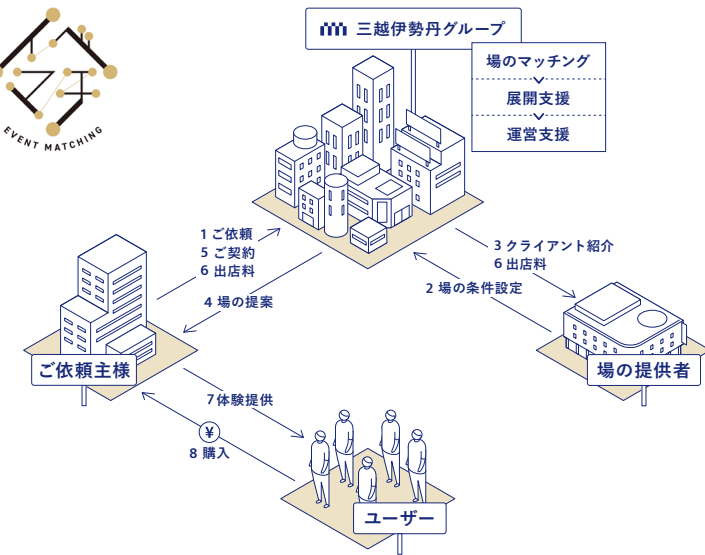 三越伊勢丹グループ
場のマッチング
展開支援
運営支援
EVENT MATCHING
1 ご依頼
5 ご契約
6 出店料
4 場の提案
3 クライアント紹介
6 出店料
2 場の条件設定
ご依頼主様
場の提供者
7体験提供
¥
8 購入
ユーザー